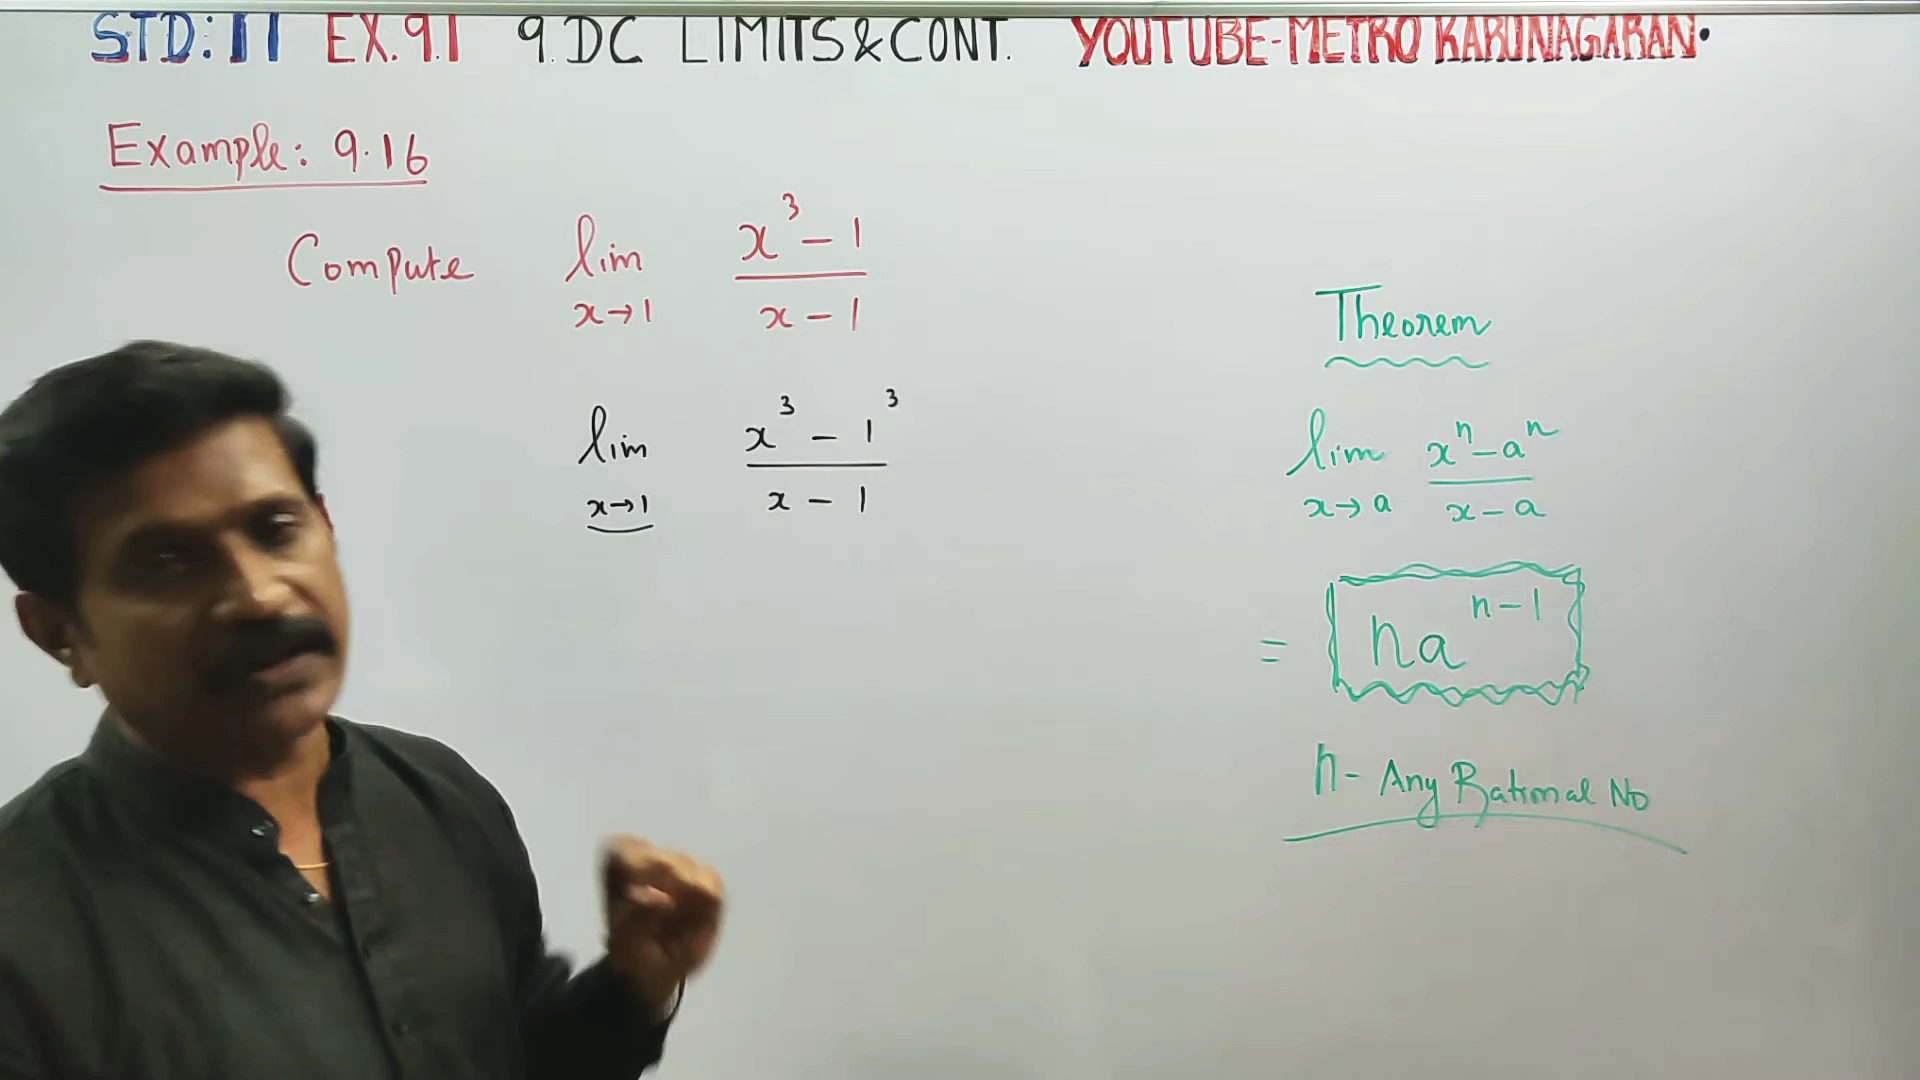 STD: 11 EX. 9.1 9. DC LIMITS & CONT. YOUTUBE-METRO KARUNAGARAN.
Example: 9.16
Compute lim x→1 (x³ - 1)/(x - 1)
lim x→1 (x³ - 1³)/(x - 1)
Theorem
lim x→a (xⁿ - aⁿ)/(x - a)
= naⁿ⁻¹
n - Any Rational No